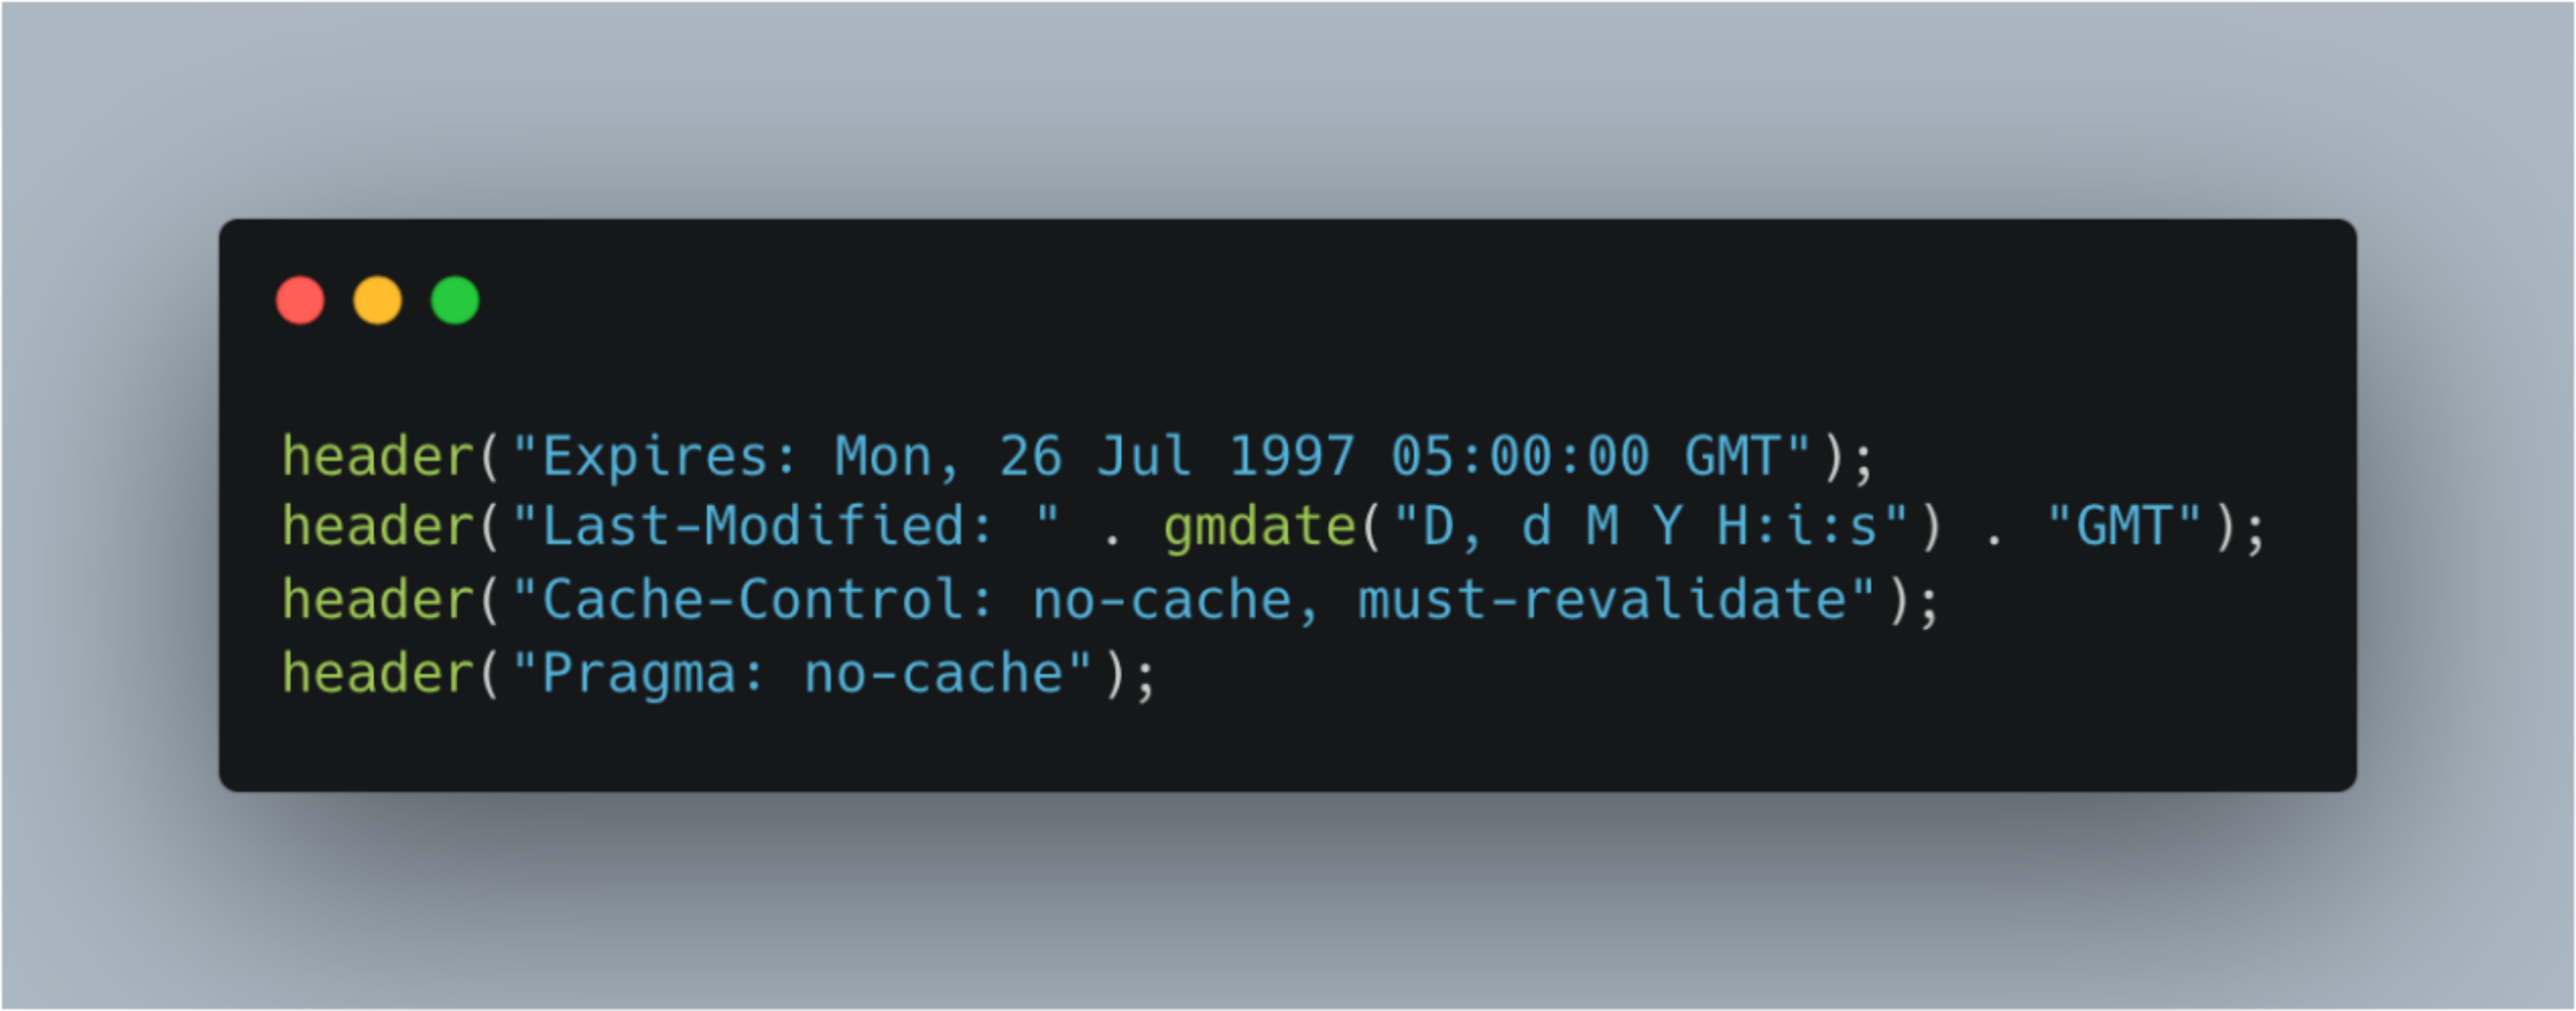 header("Expires: Mon, 26 Jul 1997 05:00:00 GMT");
header("Last-Modified: " . gmdate("D, d M Y H:i:s") . "GMT");
header("Cache-Control: no-cache, must-revalidate");
header("Pragma: no-cache");